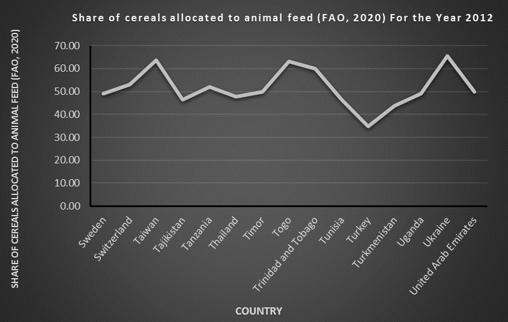 Share of cereals allocated to animal feed (FAO, 2020) For the Year 2012
SHARE OF CEREALS ALLOCATED TO ANIMAL FEED (FAO, 2020)
70.00
60.00
50.00
40.00
30.00
20.00
10.00
0.00
Sweden
Switzerland
Taiwan
Tajikistan
Tanzania
Thailand
Timor
Togo
Trinidad and Tobago
Tunisia
Turkey
Turkmenistan
Uganda
Ukraine
United Arab Emirates
COUNTRY